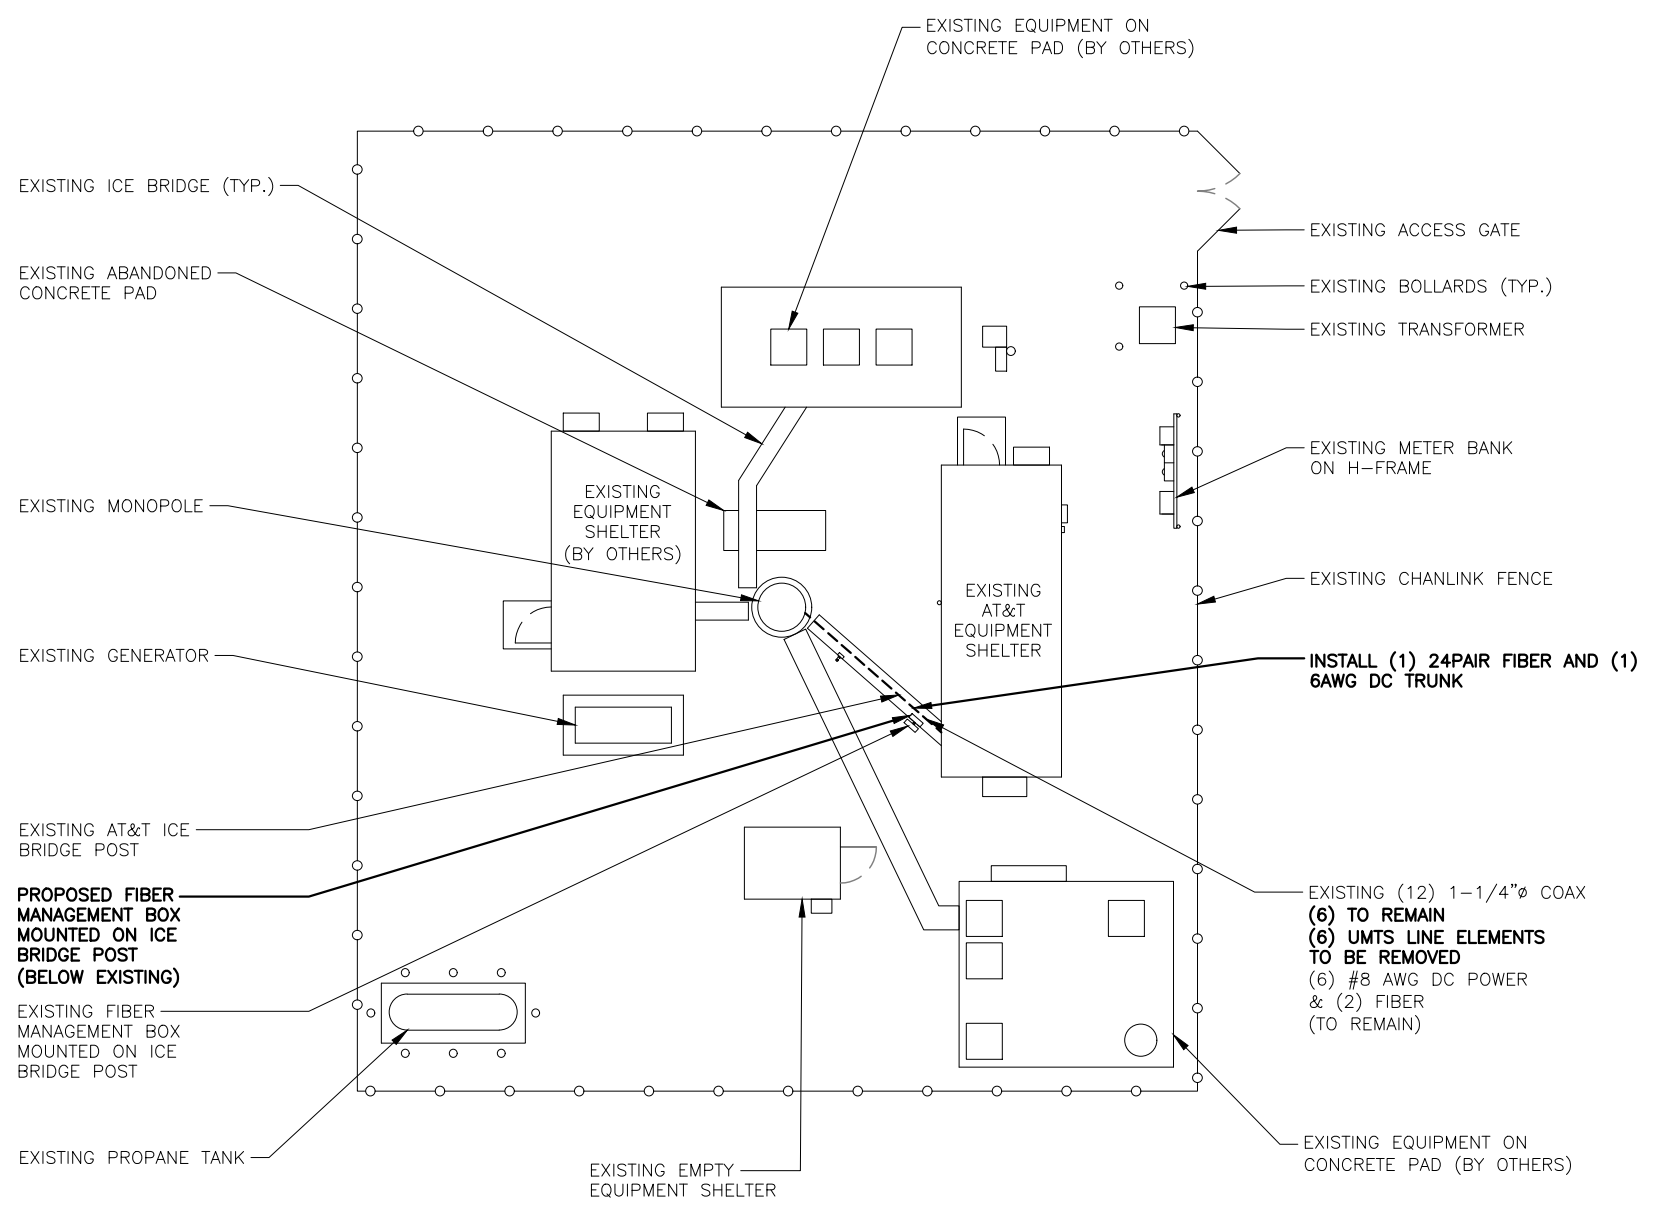 EXISTING EQUIPMENT ON
CONCRETE PAD (BY OTHERS)
EXISTING ICE BRIDGE (TYP.)
EXISTING ABANDONED
CONCRETE PAD
EXISTING MONOPOLE
EXISTING GENERATOR
EXISTING AT&T ICE
BRIDGE POST
PROPOSED FIBER
MANAGEMENT BOX
MOUNTED ON ICE
BRIDGE POST
(BELOW EXISTING)
EXISTING FIBER
MANAGEMENT BOX
MOUNTED ON ICE
BRIDGE POST
EXISTING PROPANE TANK
EXISTING
EQUIPMENT
SHELTER
(BY OTHERS)
EXISTING
AT&T
EQUIPMENT
SHELTER
EXISTING EMPTY
EQUIPMENT SHELTER
EXISTING ACCESS GATE
EXISTING BOLLARDS (TYP.)
EXISTING TRANSFORMER
EXISTING METER BANK
ON H-FRAME
EXISTING CHANLINK FENCE
INSTALL (1) 24PAIR FIBER AND (1)
6AWG DC TRUNK
EXISTING (12) 1-1/4"ø COAX
(6) TO REMAIN
(6) UMTS LINE ELEMENTS
TO BE REMOVED
(6) #8 AWG DC POWER
& (2) FIBER
(TO REMAIN)
EXISTING EQUIPMENT ON
CONCRETE PAD (BY OTHERS)